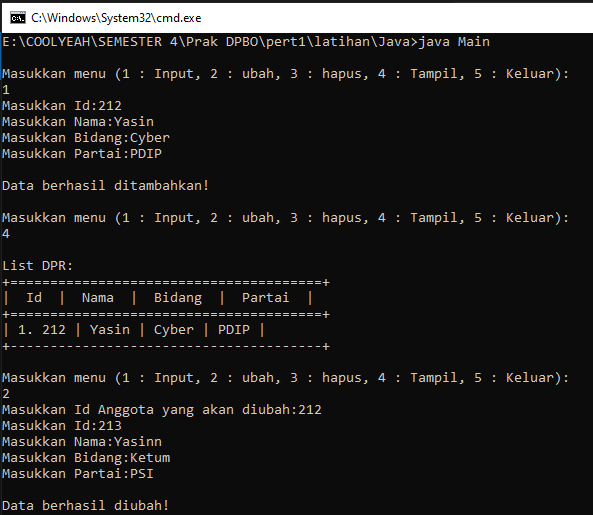 C:\Windows\System32\cmd.exe
E:\COOLYEAH\SEMESTER 4\Prak DPBO\pert1\latihan\Java>java Main
Masukkan menu (1 : Input, 2 : ubah, 3 : hapus, 4 : Tampil, 5 : Keluar):
1
Masukkan Id:212
Masukkan Nama:Yasin
Masukkan Bidang:Cyber
Masukkan Partai:PDIP
Data berhasil ditambahkan!
Masukkan menu (1 : Input, 2 : ubah, 3 : hapus, 4 : Tampil, 5 : Keluar):
4
List DPR:
+=======================================+
|  Id  |  Nama  |  Bidang  |  Partai  |
+=======================================+
| 1. 212 | Yasin | Cyber | PDIP |
+---------------------------------------+
Masukkan menu (1 : Input, 2 : ubah, 3 : hapus, 4 : Tampil, 5 : Keluar):
2
Masukkan Id Anggota yang akan diubah:212
Masukkan Id:213
Masukkan Nama:Yasinn
Masukkan Bidang:Ketum
Masukkan Partai:PSI
Data berhasil diubah!